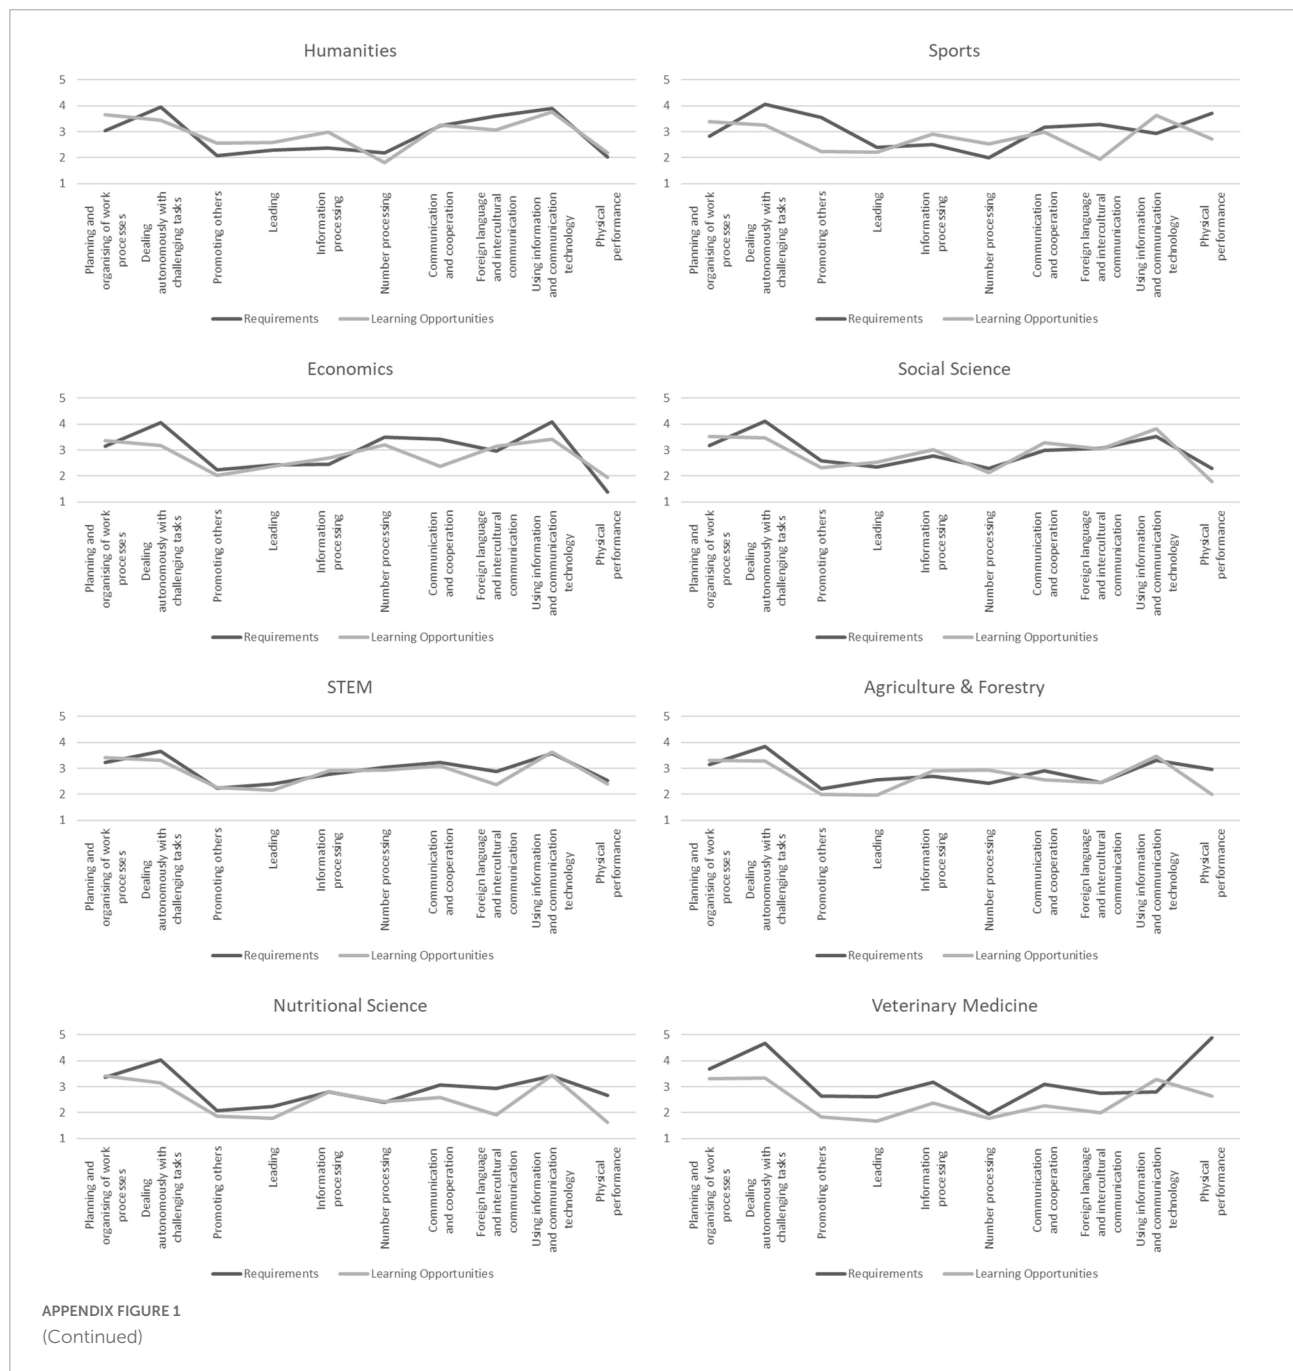 Humanities
5
4
3
2
1
Planning and
organising of work
processes
Dealing
autonomously with
challenging tasks
Promoting others
Leading
Information
processing
Number processing
Communication
and cooperation
Foreign language
and intercultural
communication
Using information
and communication
technology
Physical
performance
Requirements
Learning Opportunities
Sports
5
4
3
2
1
Planning and
organising of work
processes
Dealing
autonomously with
challenging tasks
Promoting others
Leading
Information
processing
Number processing
Communication
and cooperation
Foreign language
and intercultural
communication
Using information
and communication
technology
Physical
performance
Requirements
Learning Opportunities
Economics
5
4
3
2
1
Planning and
organising of work
processes
Dealing
autonomously with
challenging tasks
Promoting others
Leading
Information
processing
Number processing
Communication
and cooperation
Foreign language
and intercultural
communication
Using information
and communication
technology
Physical
performance
Requirements
Learning Opportunities
Social Science
5
4
3
2
1
Planning and
organising of work
processes
Dealing
autonomously with
challenging tasks
Promoting others
Leading
Information
processing
Number processing
Communication
and cooperation
Foreign language
and intercultural
communication
Using information
and communication
technology
Physical
performance
Requirements
Learning Opportunities
STEM
5
4
3
2
1
Planning and
organising of work
processes
Dealing
autonomously with
challenging tasks
Promoting others
Leading
Information
processing
Number processing
Communication
and cooperation
Foreign language
and intercultural
communication
Using information
and communication
technology
Physical
performance
Requirements
Learning Opportunities
Agriculture & Forestry
5
4
3
2
1
Planning and
organising of work
processes
Dealing
autonomously with
challenging tasks
Promoting others
Leading
Information
processing
Number processing
Communication
and cooperation
Foreign language
and intercultural
communication
Using information
and communication
technology
Physical
performance
Requirements
Learning Opportunities
Nutritional Science
5
4
3
2
1
Planning and
organising of work
processes
Dealing
autonomously with
challenging tasks
Promoting others
Leading
Information
processing
Number processing
Communication
and cooperation
Foreign language
and intercultural
communication
Using information
and communication
technology
Physical
performance
Requirements
Learning Opportunities
Veterinary Medicine
5
4
3
2
1
Planning and
organising of work
processes
Dealing
autonomously with
challenging tasks
Promoting others
Leading
Information
processing
Number processing
Communication
and cooperation
Foreign language
and intercultural
communication
Using information
and communication
technology
Physical
performance
Requirements
Learning Opportunities
APPENDIX FIGURE 1
(Continued)